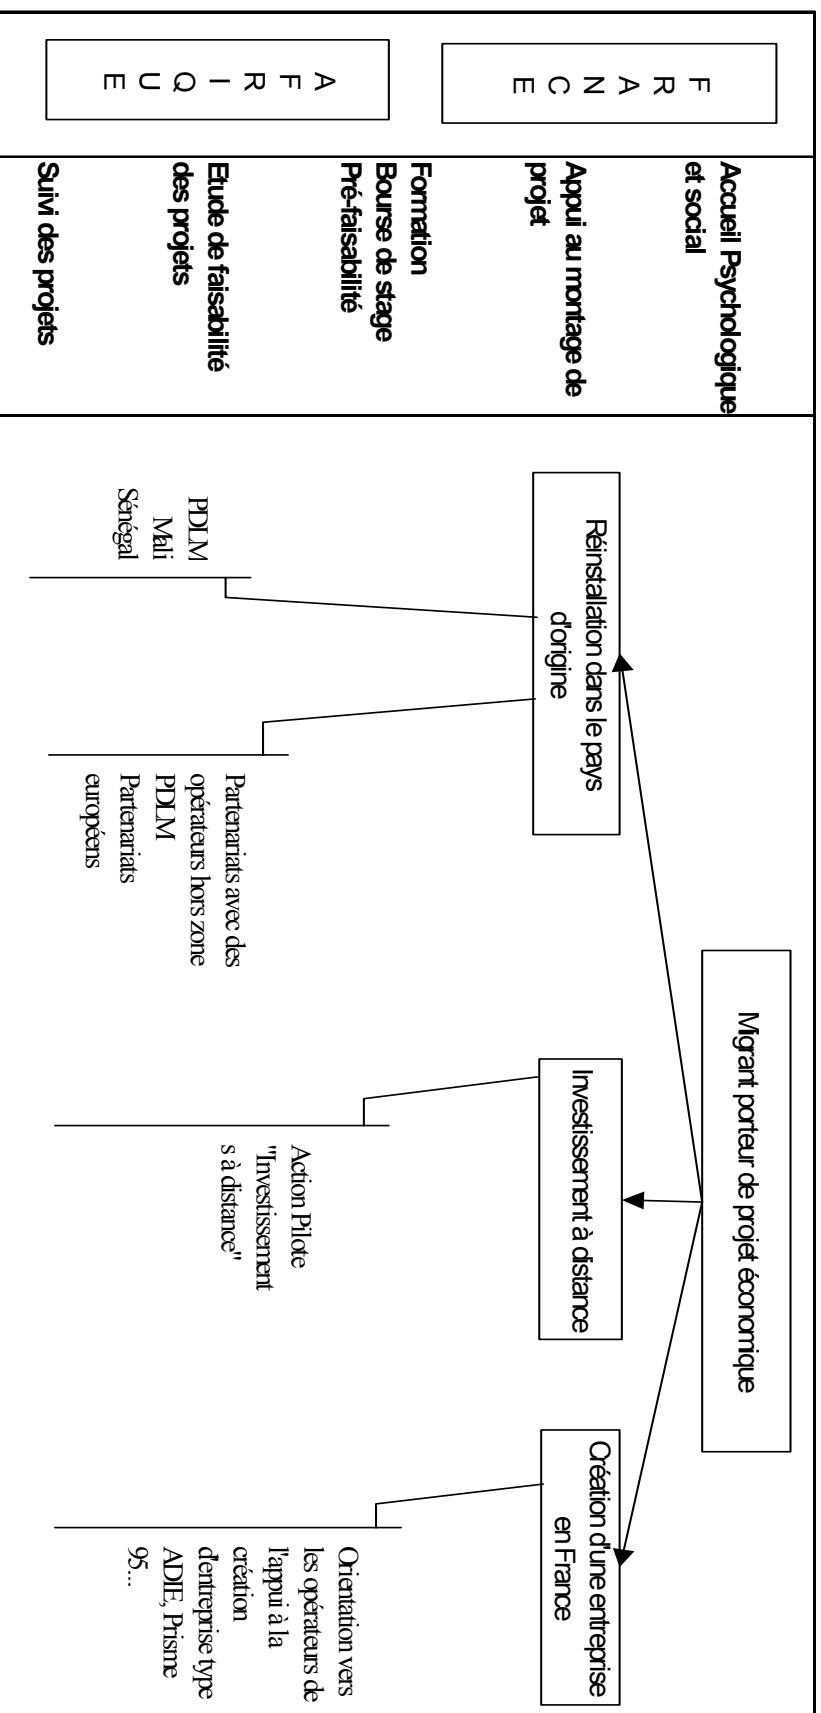 FRANCE
AFRIQUE
Accueil Psychologique
et social
Appui au montage de
projet
Formation
Bourse de stage
Pré-faisabilité
Etude de faisabilité
des projets
Suivi des projets
Migrant porteur de projet économique
Réinstallation dans le pays
d'origine
Investissement à distance
Création d'une entreprise
en France
PDLM
Mali
Sénégal
Partenariats avec des
opérateurs hors zone
PDLM
Partenariats
européens
Action Pilote
"Investissement
s à distance"
Orientation vers
les opérateurs de
l'appui à la
création
d'entreprise type
ADIE, Prisme
95...